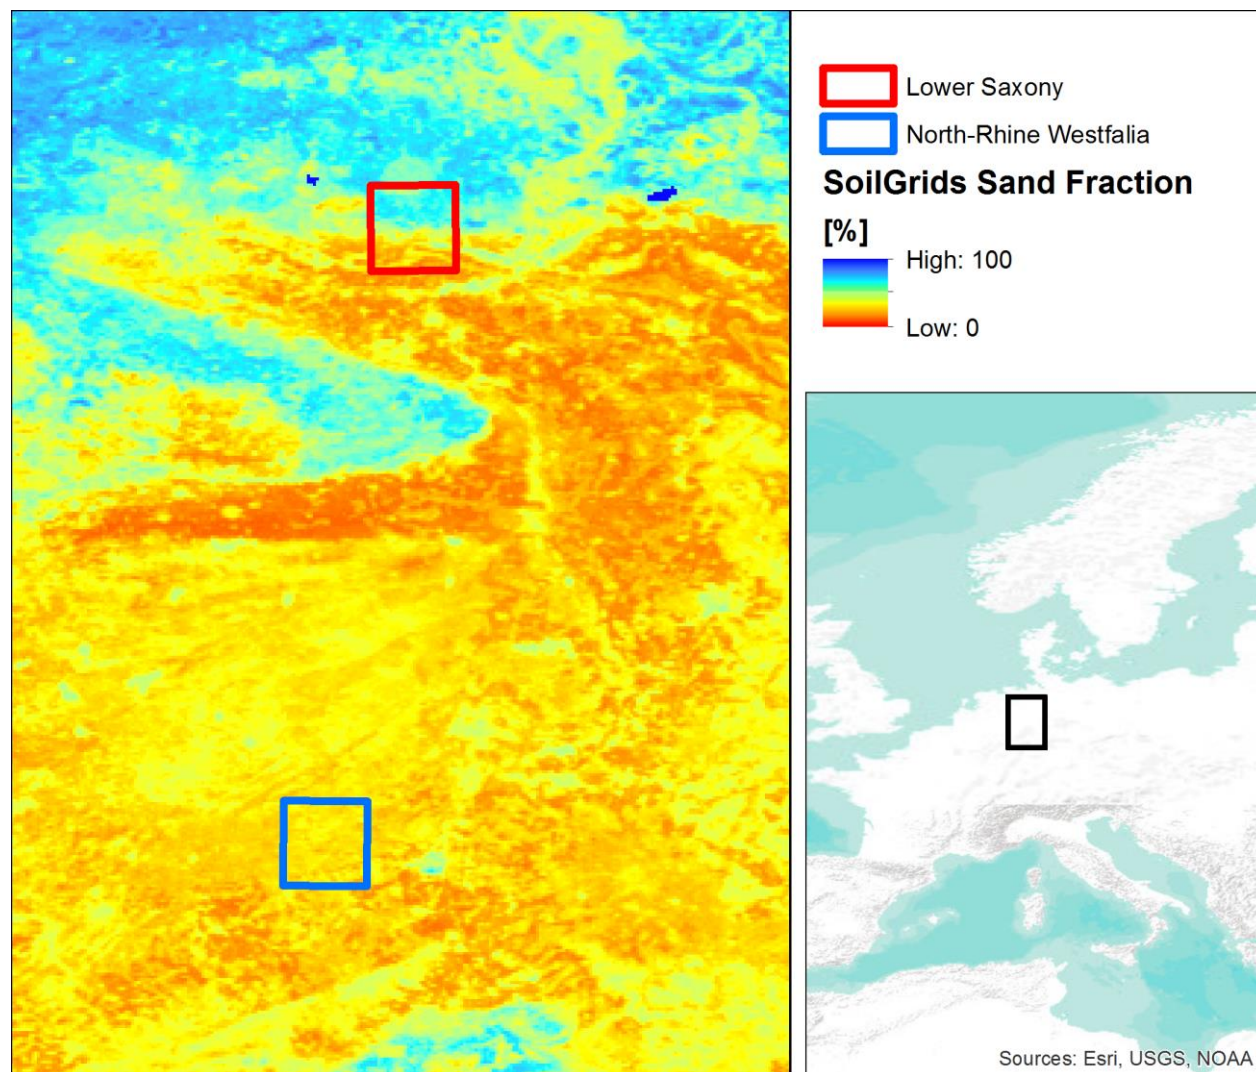 Lower Saxony
North-Rhine Westfalia
SoilGrids Sand Fraction
[%]
High: 100
Low: 0
Sources: Esri, USGS, NOAA